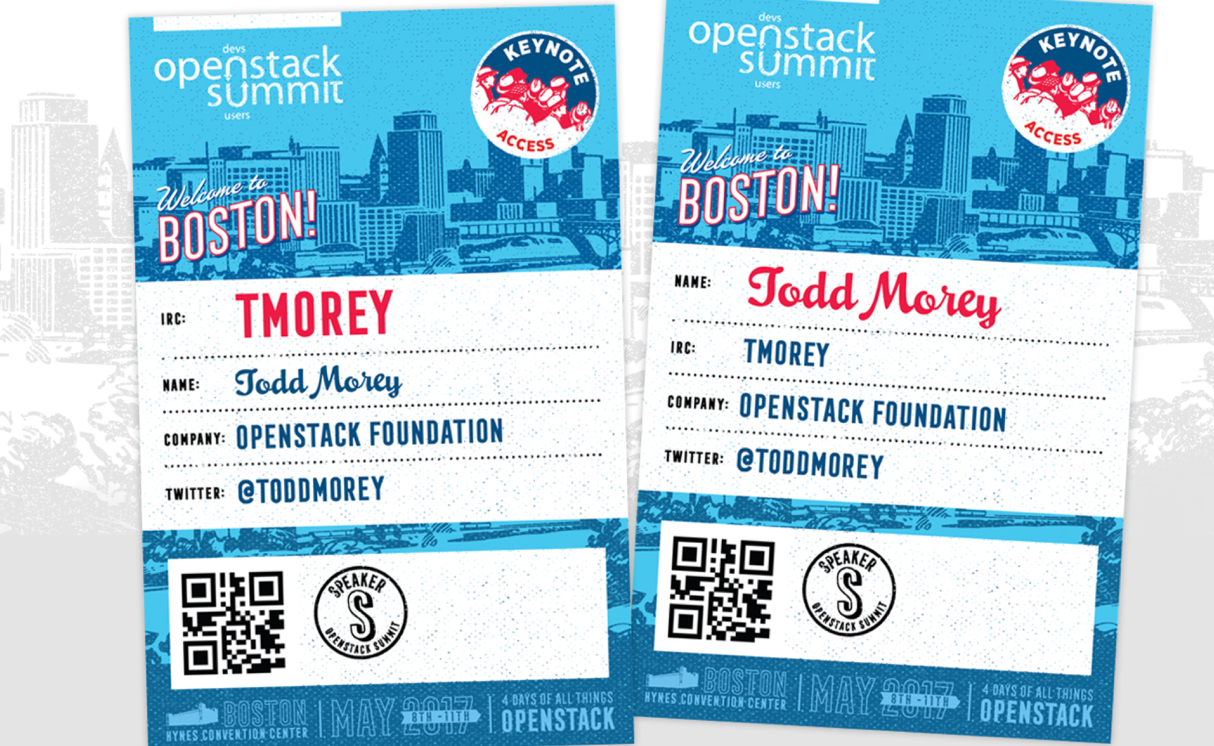 devs
openstack
summit
users
KEYNOTE
ACCESS
Welcome to
BOSTON!
IRC: TMOREY
NAME: Todd Morey
COMPANY: OPENSTACK FOUNDATION
TWITTER: @TODDMOREY
SPEAKER
S
OPENSTACK SUMMIT
BOSTON
HYNES CONVENTION CENTER
MAY 2017
8TH - 11TH
4 DAYS OF ALL THINGS
OPENSTACK
devs
openstack
summit
users
KEYNOTE
ACCESS
Welcome to
BOSTON!
NAME: Todd Morey
IRC: TMOREY
COMPANY: OPENSTACK FOUNDATION
TWITTER: @TODDMOREY
SPEAKER
S
OPENSTACK SUMMIT
BOSTON
HYNES CONVENTION CENTER
MAY 2017
8TH - 11TH
4 DAYS OF ALL THINGS
OPENSTACK